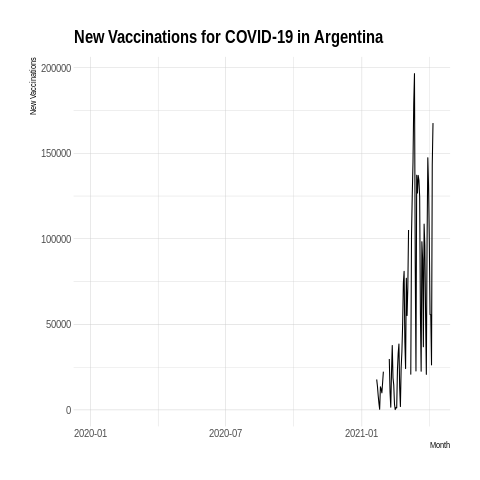 New Vaccinations for COVID-19 in Argentina
New Vaccinations
200000
150000
100000
50000
0
2020-01
2020-07
2021-01
Month